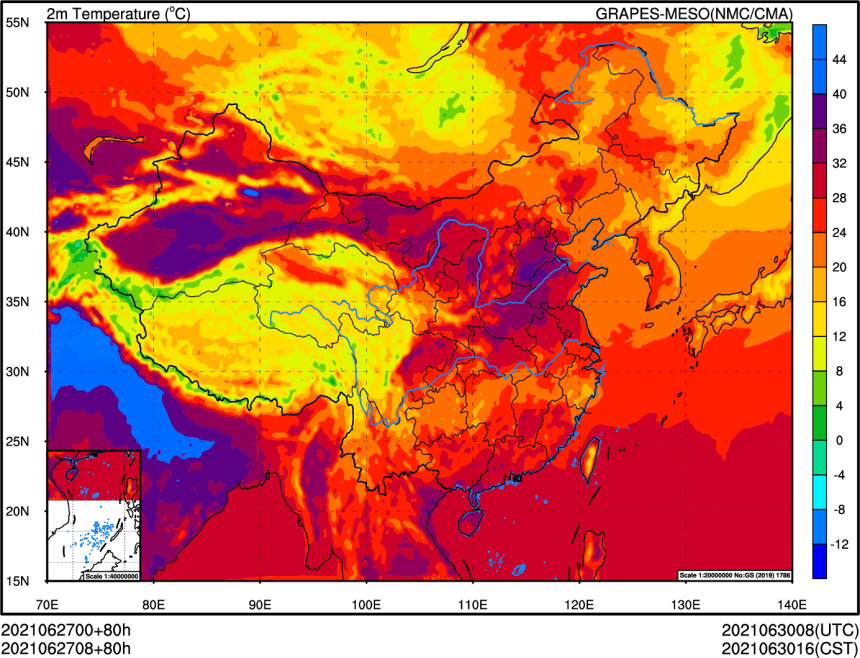 2m Temperature (°C) GRAPES-MESO(NMC/CMA)
55N
50N
45N
40N
35N
30N
25N
20N
15N
70E 80E 90E 100E 110E 120E 130E 140E
44
40
36
32
28
24
20
16
12
8
4
0
-4
-8
-12
Scale 1:40000000
Scale 1:20000000 No:GS (2019) 1786
2021062700+80h 2021063008(UTC)
2021062708+80h 2021063016(CST)